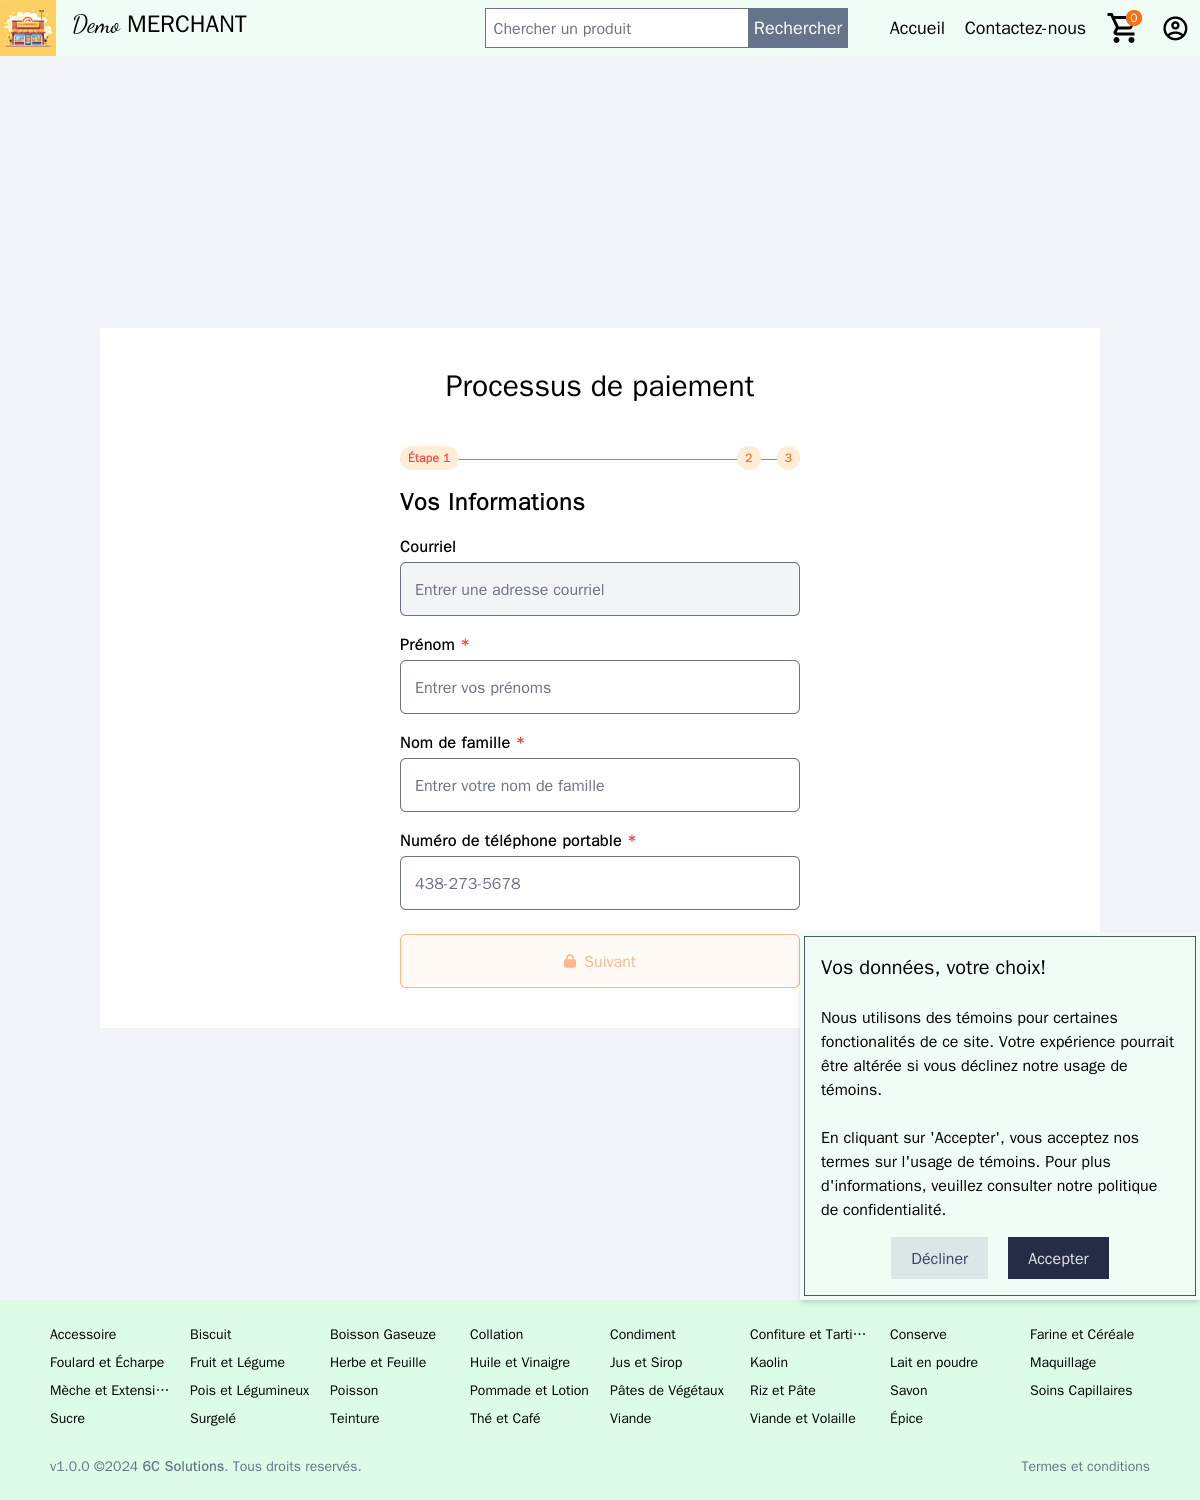 Demo MERCHANT
Chercher un produit
Rechercher
Accueil
Contactez-nous
0
Processus de paiement
Étape 1
2
3
Vos Informations
Courriel
Entrer une adresse courriel
Prénom *
Entrer vos prénoms
Nom de famille *
Entrer votre nom de famille
Numéro de téléphone portable *
438-273-5678
Suivant
Vos données, votre choix!
Nous utilisons des témoins pour certaines
fonctionalités de ce site. Votre expérience pourrait
être altérée si vous déclinez notre usage de
témoins.
En cliquant sur 'Accepter', vous acceptez nos
termes sur l'usage de témoins. Pour plus
d'informations, veuillez consulter notre politique
de confidentialité.
Décliner
Accepter
Accessoire Biscuit Boisson Gaseuze Collation Condiment Confiture et Tarti… Conserve Farine et Céréale
Foulard et Écharpe Fruit et Légume Herbe et Feuille Huile et Vinaigre Jus et Sirop Kaolin Lait en poudre Maquillage
Mèche et Extensi… Pois et Légumineux Poisson Pommade et Lotion Pâtes de Végétaux Riz et Pâte Savon Soins Capillaires
Sucre Surgelé Teinture Thé et Café Viande Viande et Volaille Épice
v1.0.0 ©2024 6C Solutions. Tous droits reservés.
Termes et conditions